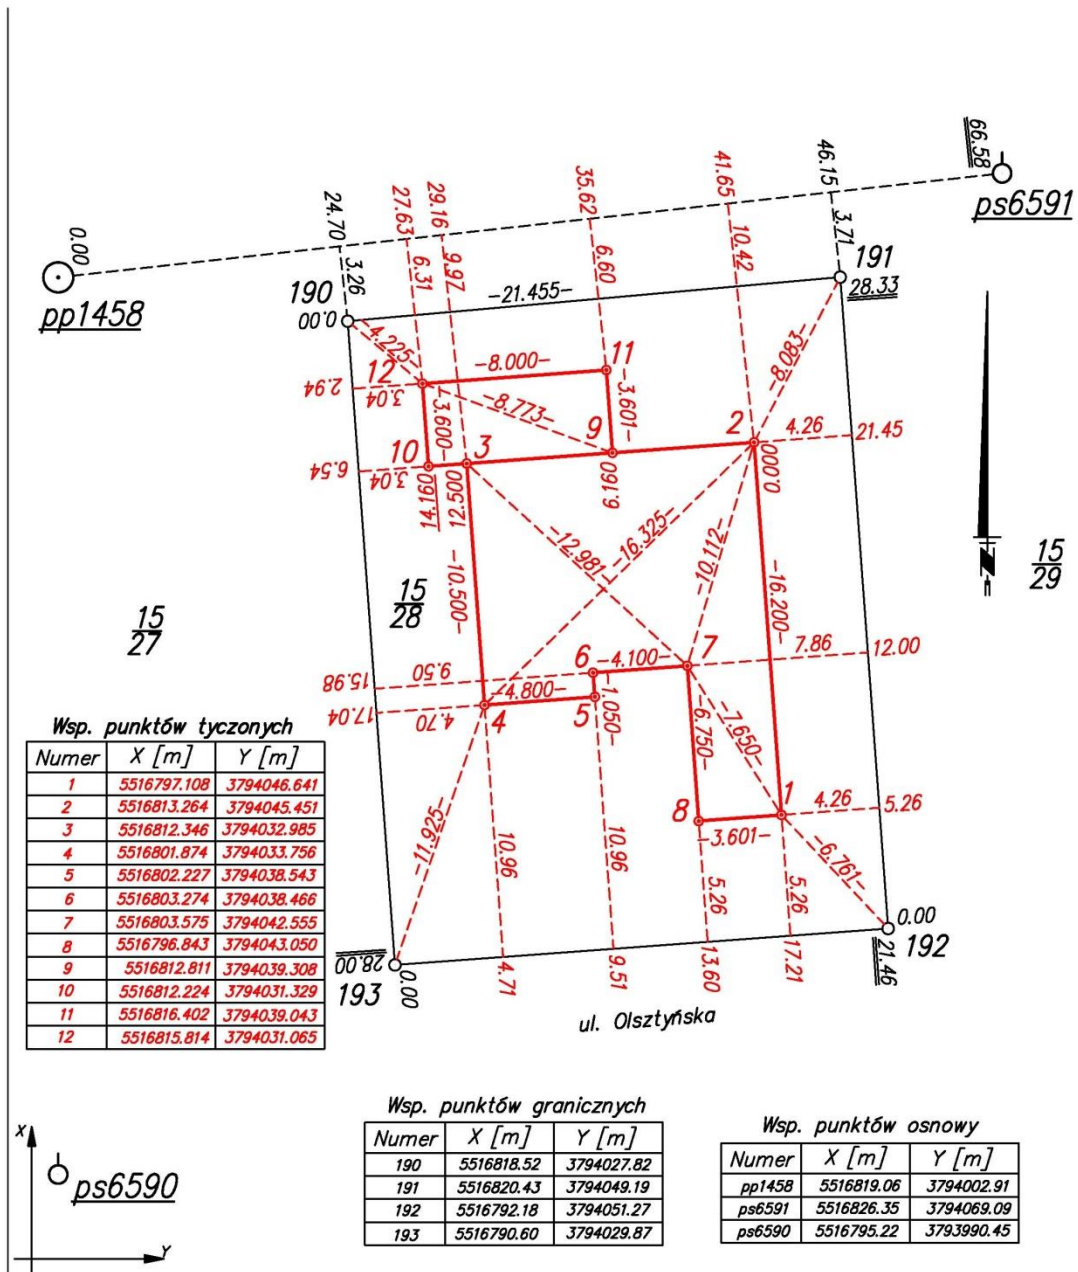 66.58
ps6591
46.15
3.71
41.65
10.42
35.62
6.60
29.16
9.97
27.63
6.31
24.70
3.26
0.00
pp1458
190
0.00
-21.455-
191
28.33
-4.225-
12
-8.000-
11
-8.083-
2.94
3.04
-3.600-
-8.773-
-3.601-
9
2
4.26
21.45
10
3
6.54
3.04
14.160
12.500
6.160
0.000
-16.325-
-12.981-
-10.112-
-10.500-
-16.200-
15
29
15
28
15
27
6
-4.100-
7
7.86
12.00
15.98
9.50
17.04
4.70
-4.800-
4
5
-1.050-
-6.750-
-7.650-
1
4.26
5.26
8
-3.601-
-11.925-
10.96
10.96
5.26
5.26
-6.761-
0.00
192
21.46
28.00
193
0.00
4.71
9.51
13.60
17.21
ul. Olsztyńska
Wsp. punktów tyczonych
Numer X [m] Y [m]
1 5516797.108 3794046.641
2 5516813.264 3794045.451
3 5516812.346 3794032.985
4 5516801.874 3794033.756
5 5516802.227 3794038.543
6 5516803.274 3794038.466
7 5516803.575 3794042.555
8 5516796.843 3794043.050
9 5516812.811 3794039.308
10 5516812.224 3794031.329
11 5516816.402 3794039.043
12 5516815.814 3794031.065
X
ps6590
Y
Wsp. punktów granicznych
Numer X [m] Y [m]
190 5516818.52 3794027.82
191 5516820.43 3794049.19
192 5516792.18 3794051.27
193 5516790.60 3794029.87
Wsp. punktów osnowy
Numer X [m] Y [m]
pp1458 5516819.06 3794002.91
ps6591 5516826.35 3794069.09
ps6590 5516795.22 3793990.45